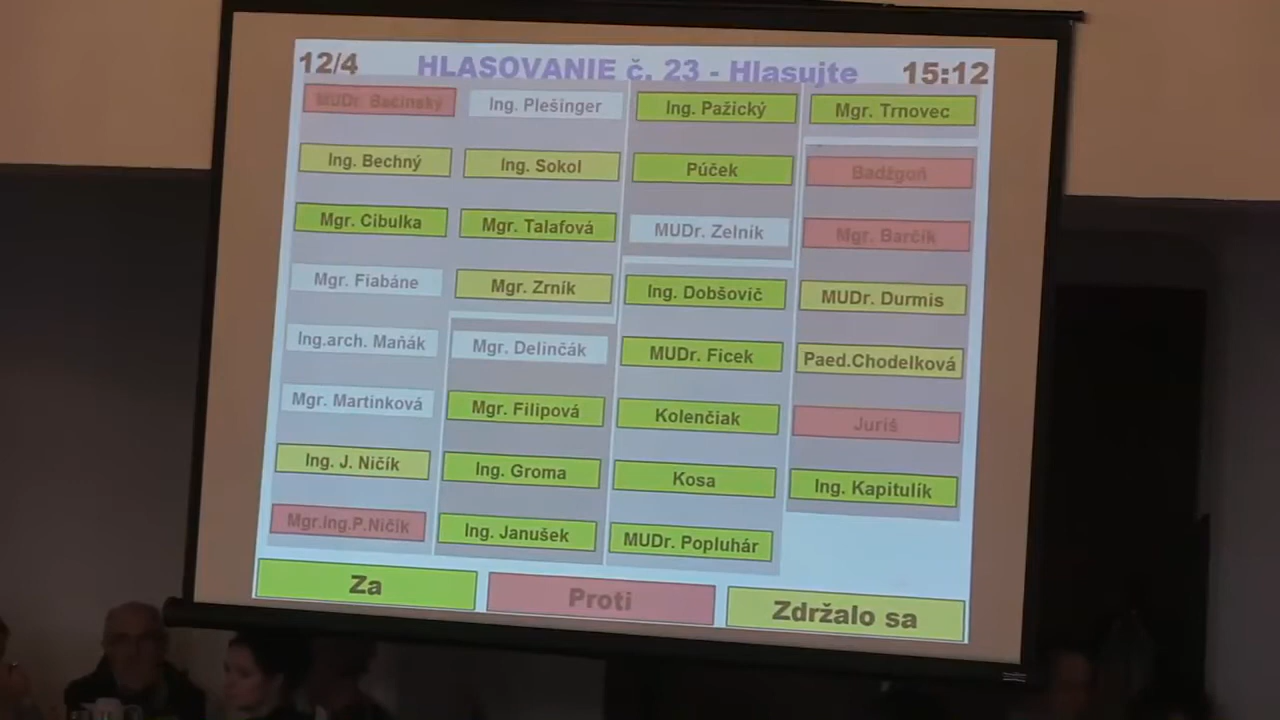 12/4 HLASOVANIE č. 23 - Hlasujte 15:12
MUDr. Bacinský Ing. Plešinger Ing. Pažický Mgr. Trnovec
Ing. Bechný Ing. Sokol Púček Badžgoň
Mgr. Cibulka Mgr. Talafová MUDr. Zelník Mgr. Barčík
Mgr. Fiabáne Mgr. Zrník Ing. Dobšovič MUDr. Durmis
Ing.arch. Maňák Mgr. Delinčák MUDr. Ficek Paed.Chodelková
Mgr. Martinková Mgr. Filipová Kolenčiak Juriš
Ing. J. Ničík Ing. Groma Kosa Ing. Kapitulík
Mgr.Ing.P.Ničík Ing. Janušek MUDr. Popluhár
Za Proti Zdržalo sa